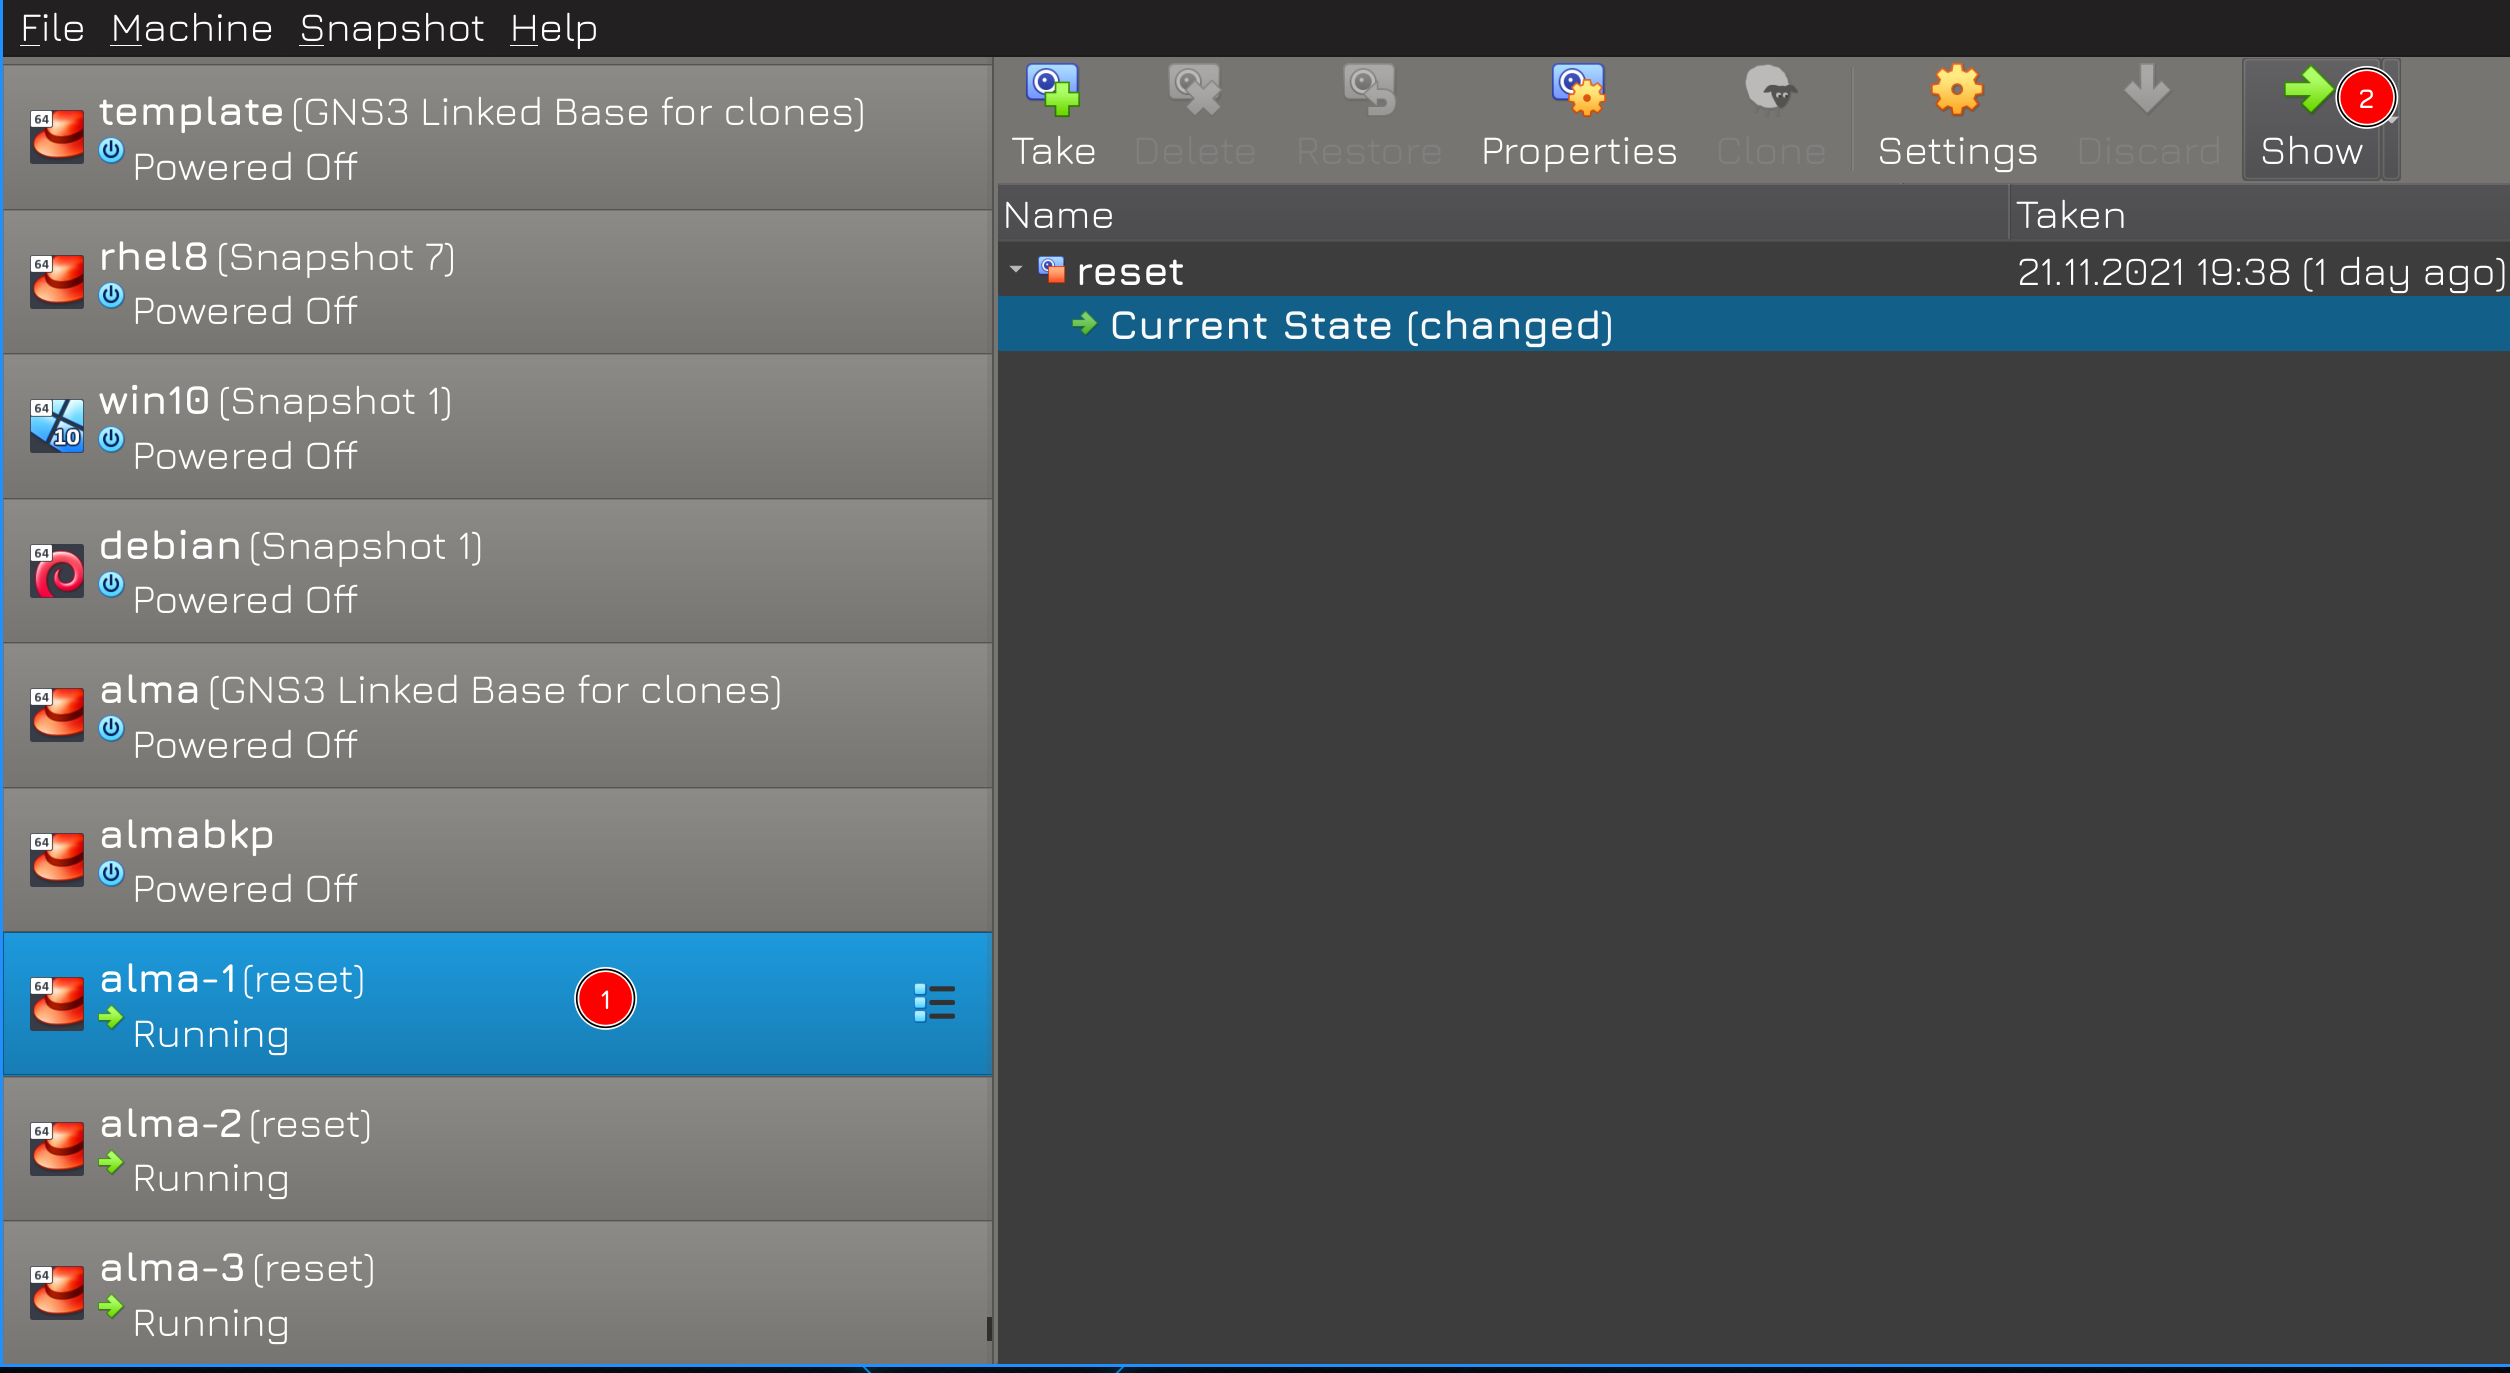 File Machine Snapshot Help
64 template (GNS3 Linked Base for clones)
Powered Off
64 rhel8 (Snapshot 7)
Powered Off
64 10 win10 (Snapshot 1)
Powered Off
64 debian (Snapshot 1)
Powered Off
64 alma (GNS3 Linked Base for clones)
Powered Off
64 almabkp
Powered Off
64 alma-1 (reset)
Running
1
64 alma-2 (reset)
Running
64 alma-3 (reset)
Running
Take Delete Restore Properties Clone Settings Discard Show 2
Name Taken
reset 21.11.2021 19:38 (1 day ago)
Current State (changed)